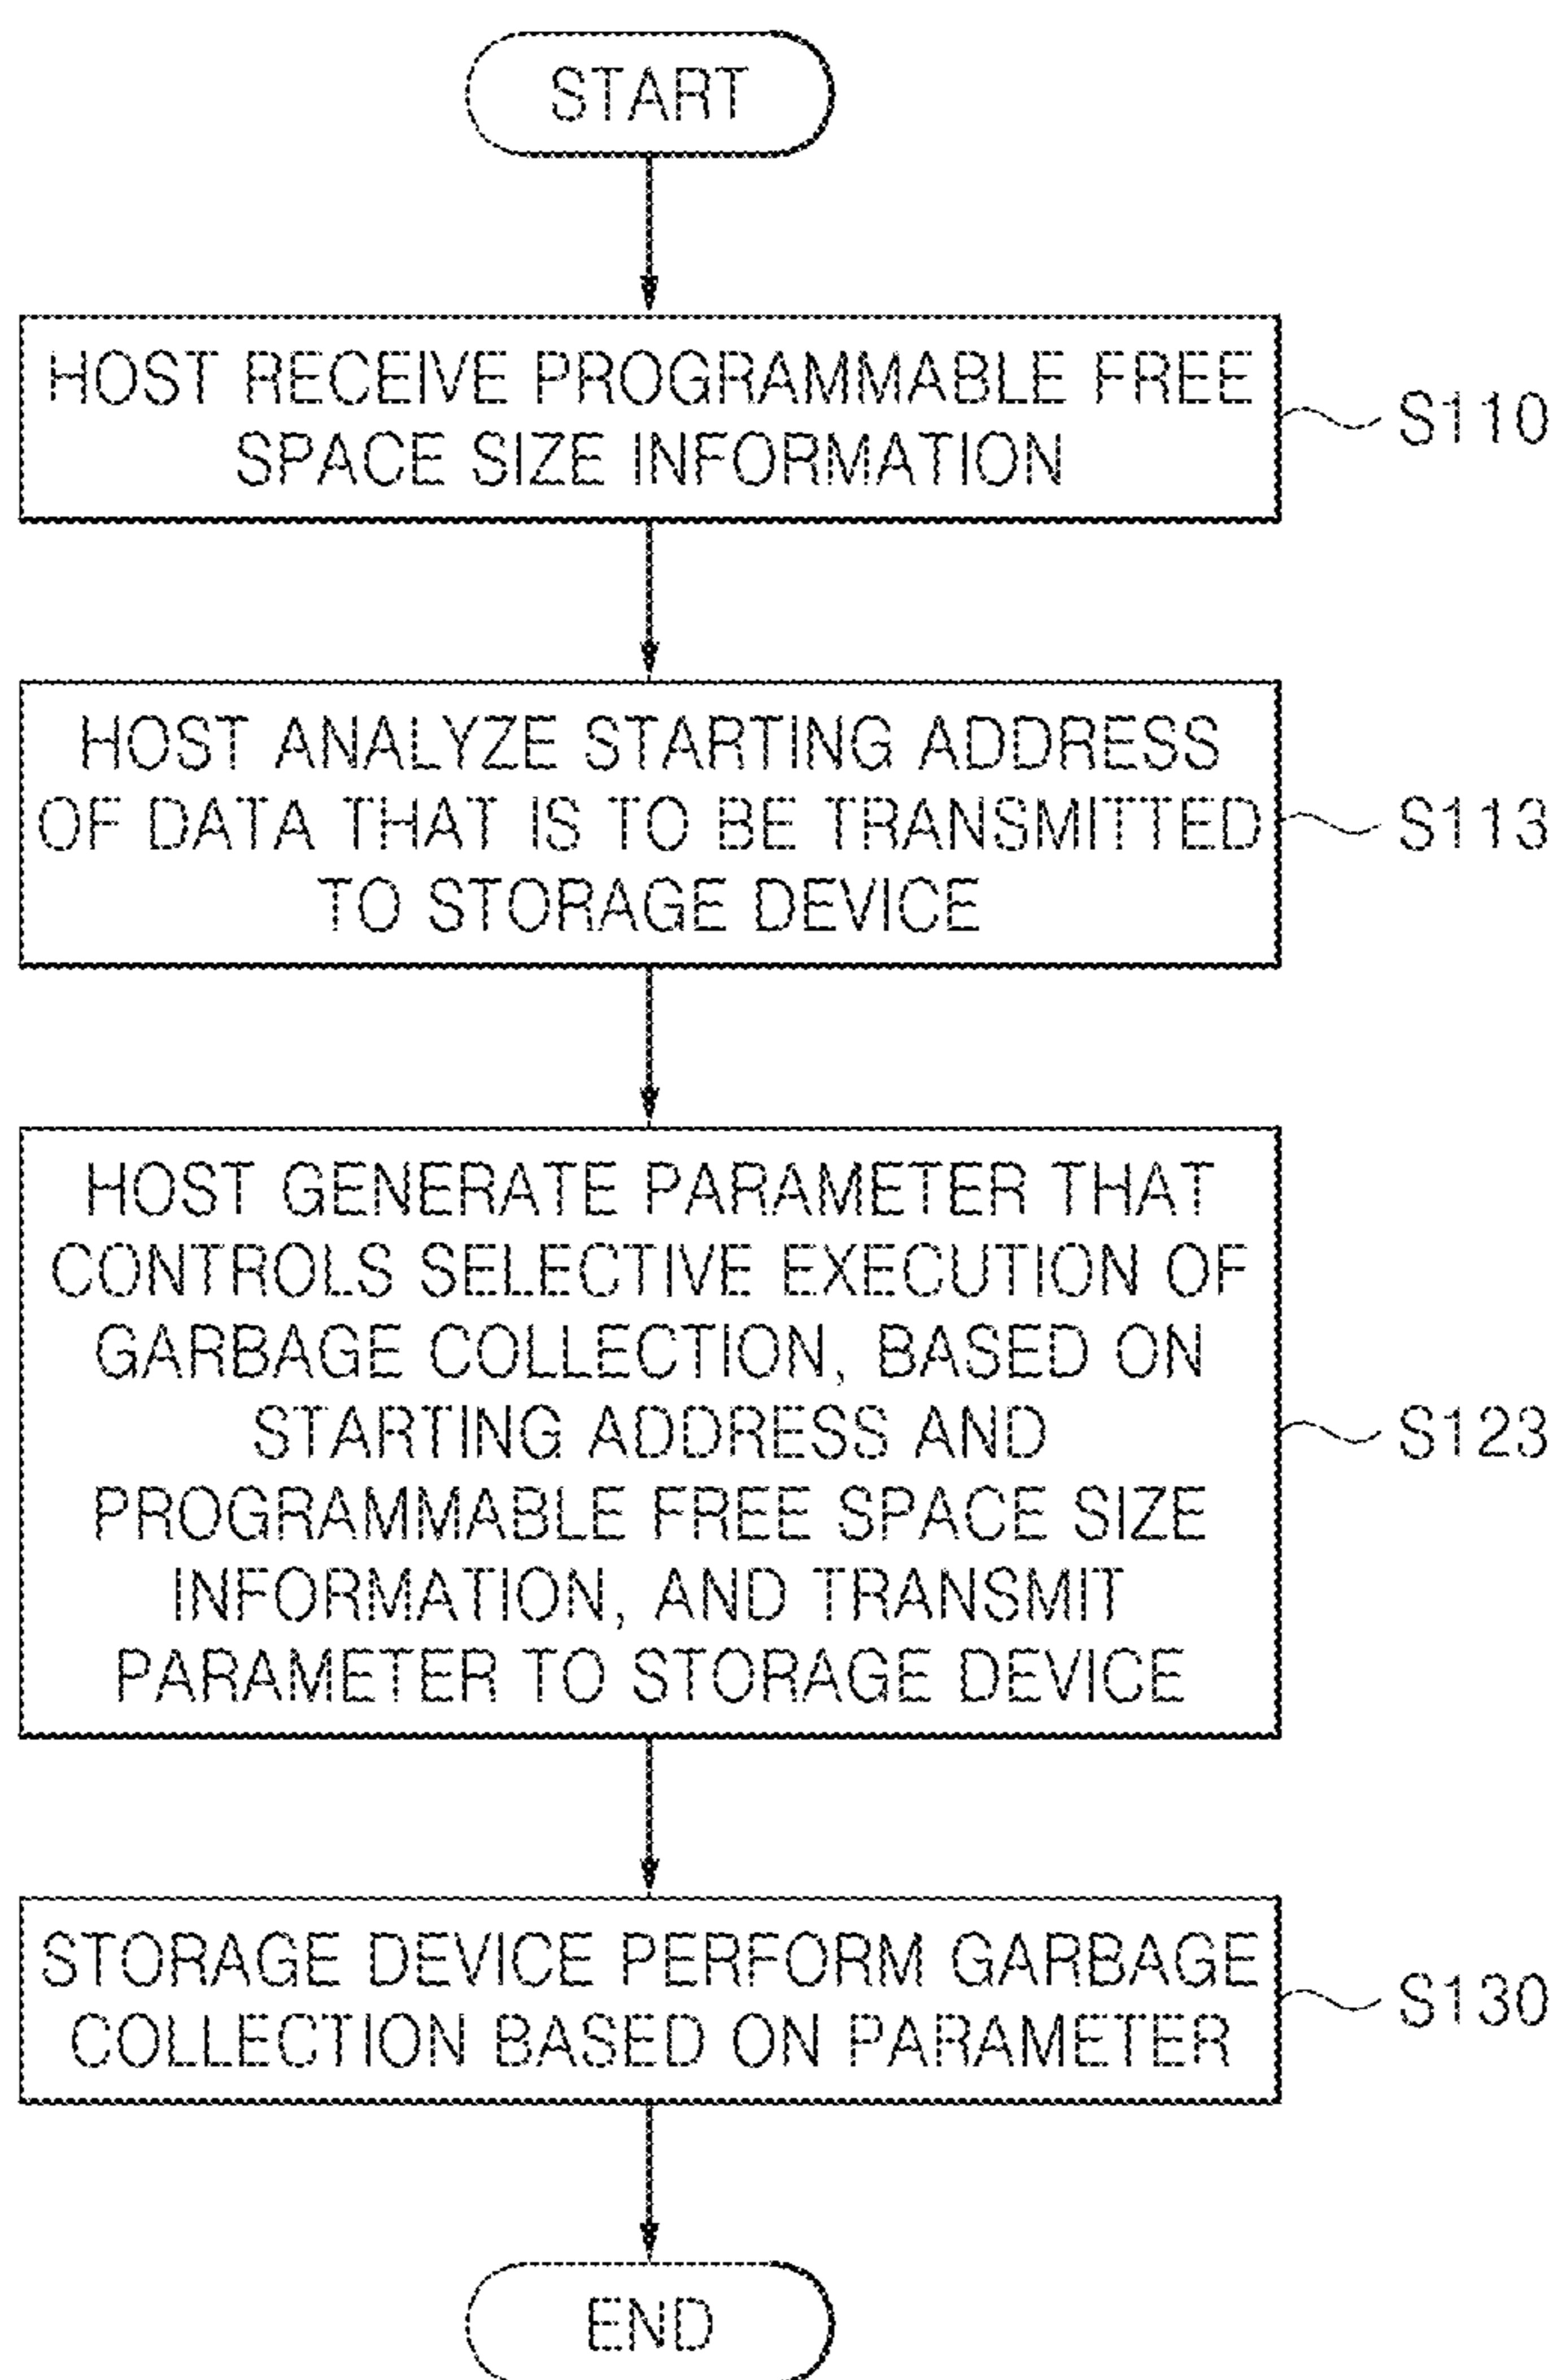 START
HOST RECEIVE PROGRAMMABLE FREE
SPACE SIZE INFORMATION
S110
HOST ANALYZE STARTING ADDRESS
OF DATA THAT IS TO BE TRANSMITTED
TO STORAGE DEVICE
S113
HOST GENERATE PARAMETER THAT
CONTROLS SELECTIVE EXECUTION OF
GARBAGE COLLECTION, BASED ON
STARTING ADDRESS AND
PROGRAMMABLE FREE SPACE SIZE
INFORMATION, AND TRANSMIT
PARAMETER TO STORAGE DEVICE
S123
STORAGE DEVICE PERFORM GARBAGE
COLLECTION BASED ON PARAMETER
S130
END